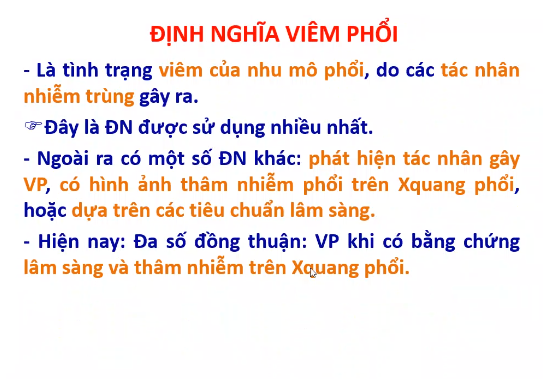 ĐỊNH NGHĨA VIÊM PHỔI
- Là tình trạng viêm của nhu mô phổi, do các tác nhân
nhiễm trùng gây ra.
☞Đây là ĐN được sử dụng nhiều nhất.
- Ngoài ra có một số ĐN khác: phát hiện tác nhân gây
VP, có hình ảnh thâm nhiễm phổi trên Xquang phổi,
hoặc dựa trên các tiêu chuẩn lâm sàng.
- Hiện nay: Đa số đồng thuận: VP khi có bằng chứng
lâm sàng và thâm nhiễm trên Xquang phổi.